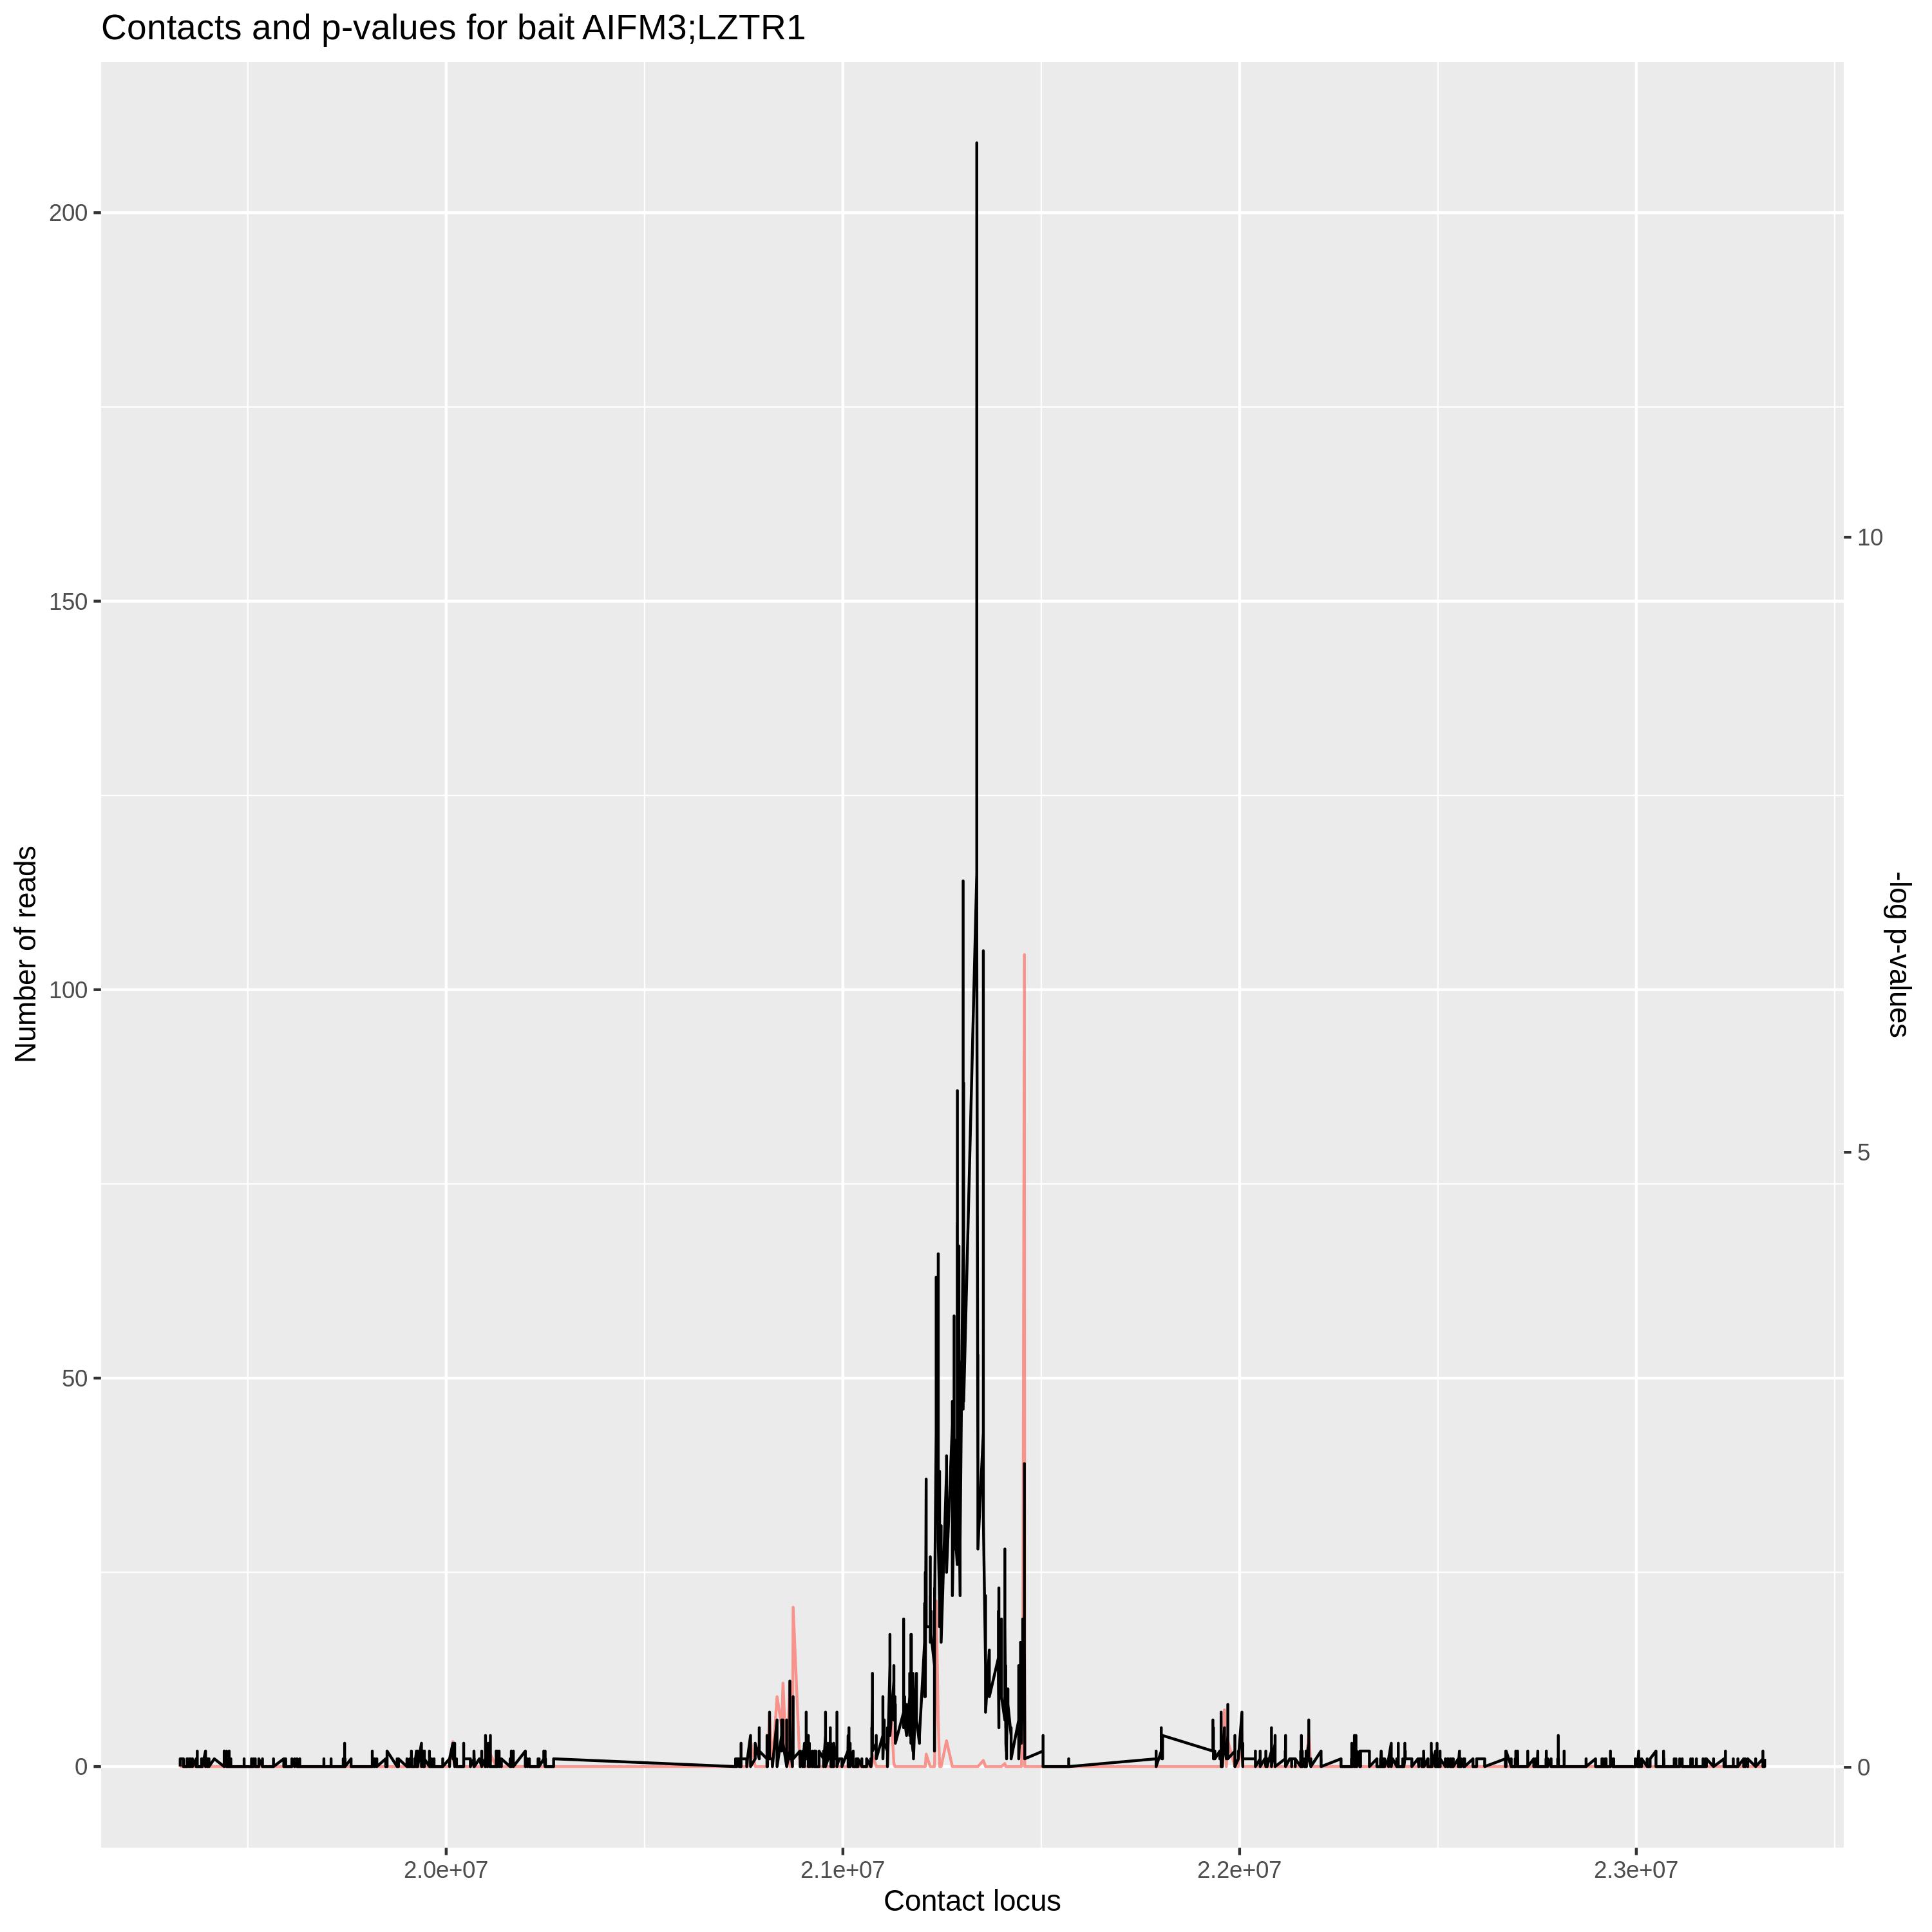 Contacts and p-values for bait AIFM3;LZTR1
200
150
100
50
0
Number of reads
10
5
0
-log p-values
2.0e+07
2.1e+07
2.2e+07
2.3e+07
Contact locus